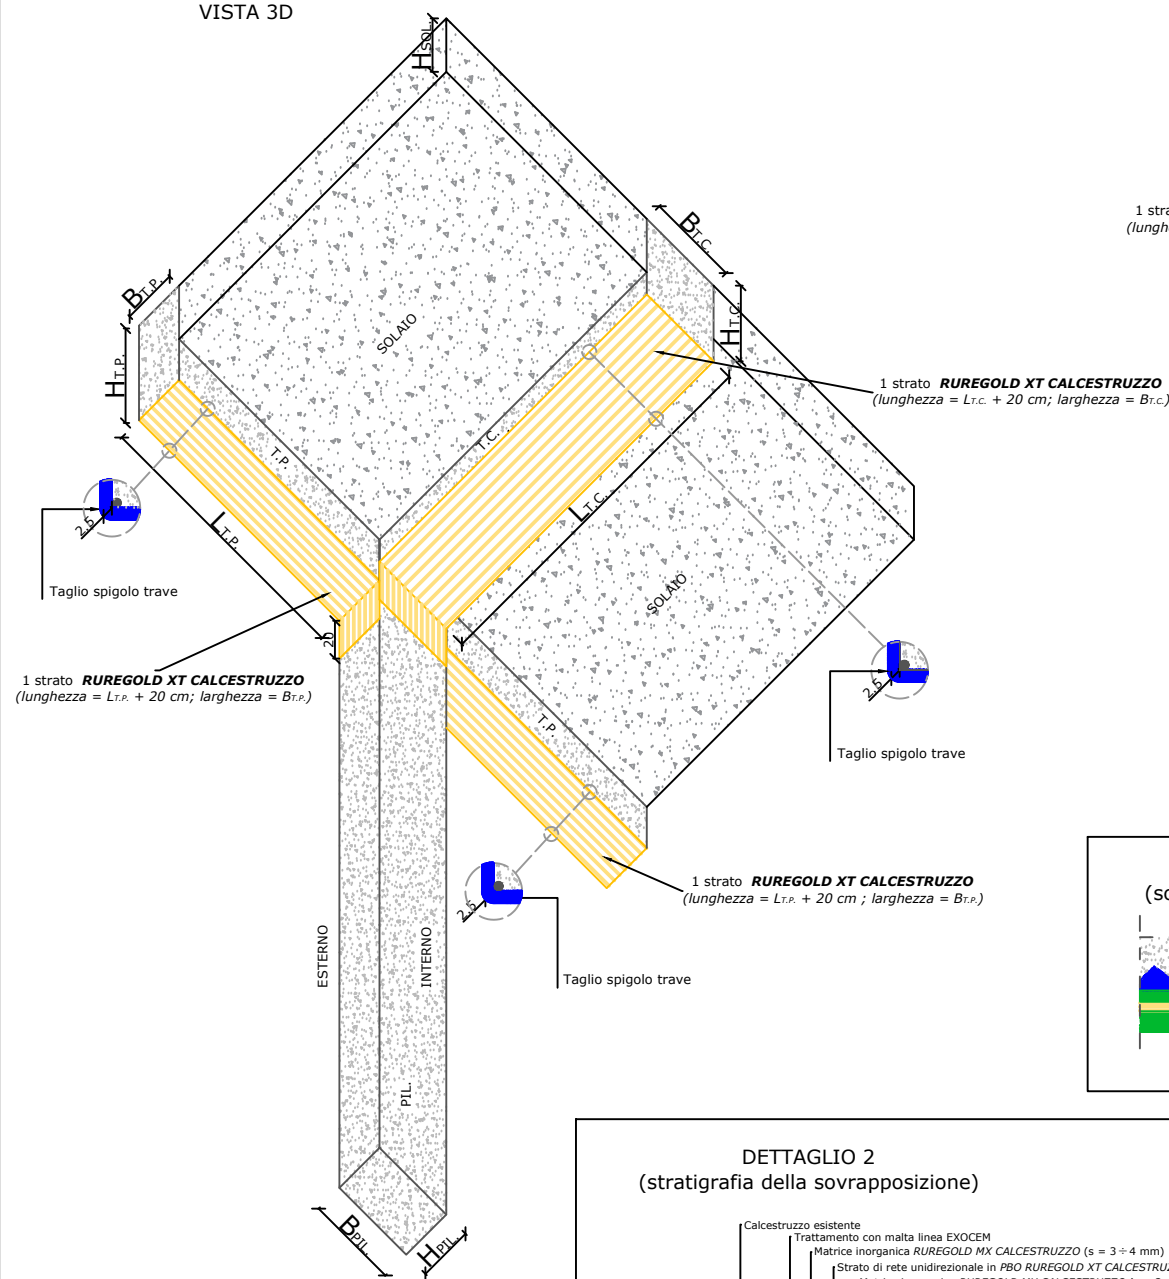 VISTA 3D
HSOL.
BT.C.
1 stra
(lungh
BT.P.
HT.C.
SOLAIO
HT.P.
1 strato RUREGOLD XT CALCESTRUZZO
(lunghezza = LT.C. + 20 cm; larghezza = BT.C.)
T.C.
T.P.
LT.C.
LT.P.
2.5
Taglio spigolo trave
SOLAIO
20
1 strato RUREGOLD XT CALCESTRUZZO
(lunghezza = LT.P. + 20 cm; larghezza = BT.P.)
2.5
T.P.
Taglio spigolo trave
1 strato RUREGOLD XT CALCESTRUZZO
(lunghezza = LT.P. + 20 cm ; larghezza = BT.P.)
2.5
(so
ESTERNO
INTERNO
Taglio spigolo trave
PIL.
BPIL.
HPIL.
DETTAGLIO 2
(stratigrafia della sovrapposizione)
Calcestruzzo esistente
Trattamento con malta linea EXOCEM
Matrice inorganica RUREGOLD MX CALCESTRUZZO (s = 3÷4 mm)
Strato di rete unidirezionale in PBO RUREGOLD XT CALCESTRU